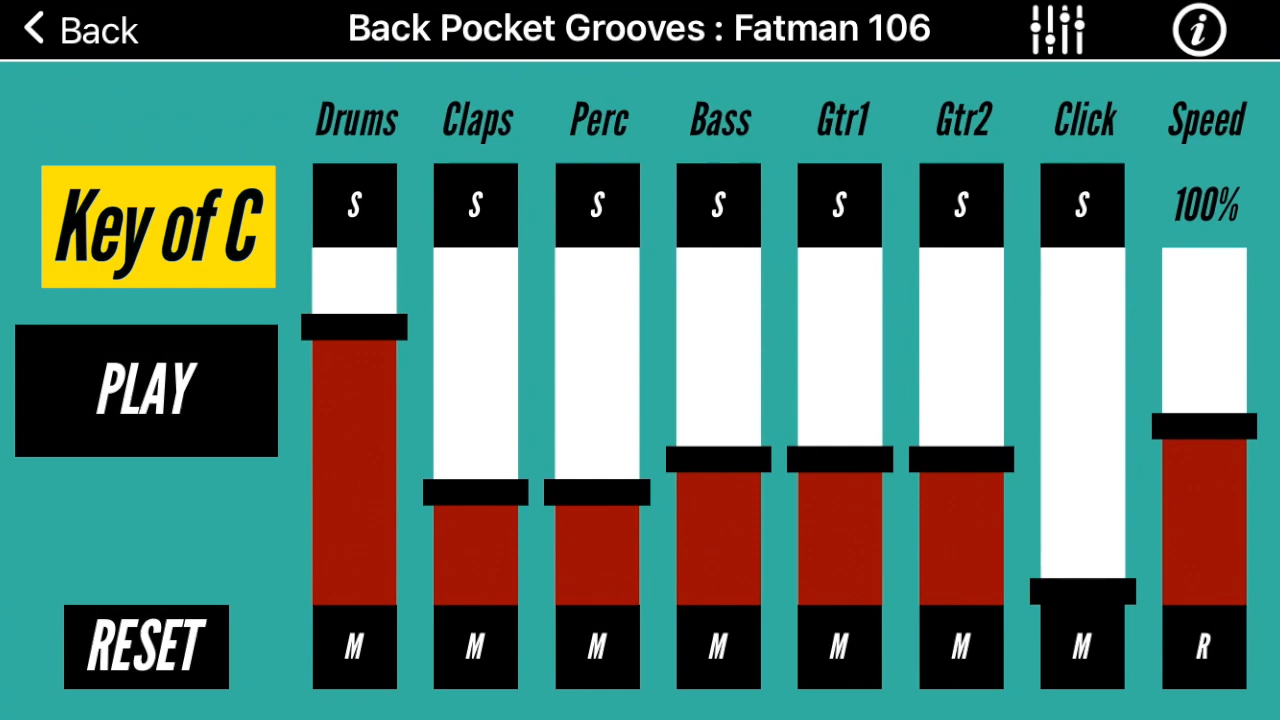 Back
Back Pocket Grooves : Fatman 106
i
Drums Claps Perc Bass Gtr1 Gtr2 Click Speed
S S S S S S S 100%
Key of C
PLAY
RESET
M M M M M M M R